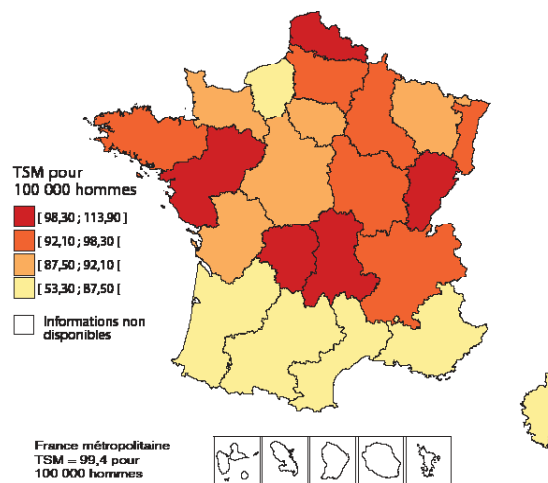 TSM pour
100 000 hommes
[ 98,30 ; 113,90 ]
[ 92,10 ; 98,30 [
[ 87,50 ; 92,10 [
[ 53,30 ; 87,50 [
Informations non
disponibles
France métropolitaine
TSM = 99,4 pour
100 000 hommes